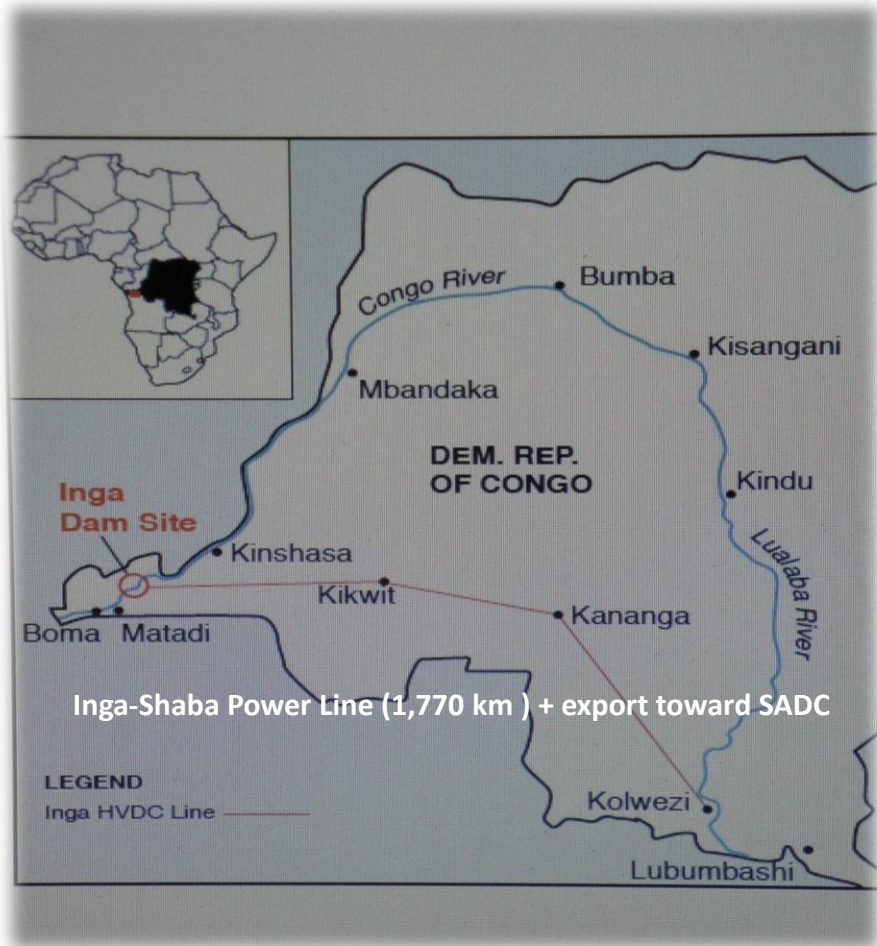 Congo River
Bumba
Kisangani
Mbandaka
DEM. REP.
OF CONGO
Kindu
Inga
Dam Site
Kinshasa
Lualaba River
Kikwit
Kananga
Boma
Matadi
Inga-Shaba Power Line (1,770 km ) + export toward SADC
LEGEND
Inga HVDC Line
Kolwezi
Lubumbashi